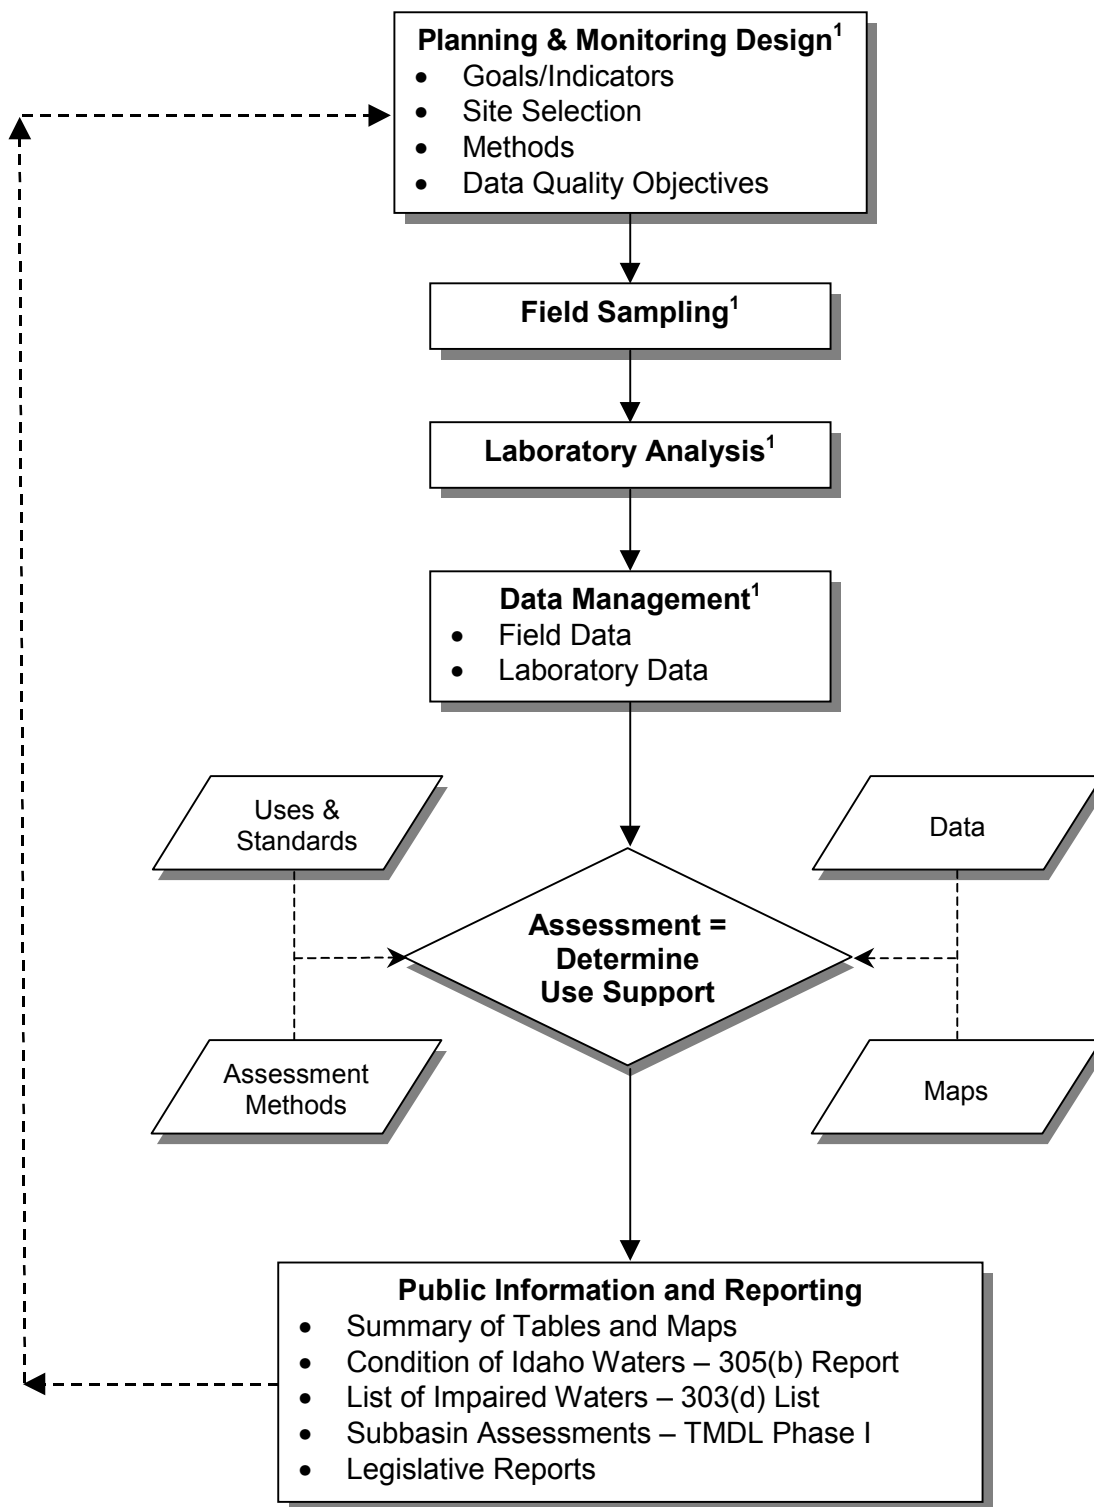 Planning & Monitoring Design¹
• Goals/Indicators
• Site Selection
• Methods
• Data Quality Objectives
Field Sampling¹
Laboratory Analysis¹
Data Management¹
• Field Data
• Laboratory Data
Uses &
Standards
Data
Assessment =
Determine
Use Support
Assessment
Methods
Maps
Public Information and Reporting
• Summary of Tables and Maps
• Condition of Idaho Waters – 305(b) Report
• List of Impaired Waters – 303(d) List
• Subbasin Assessments – TMDL Phase I
• Legislative Reports